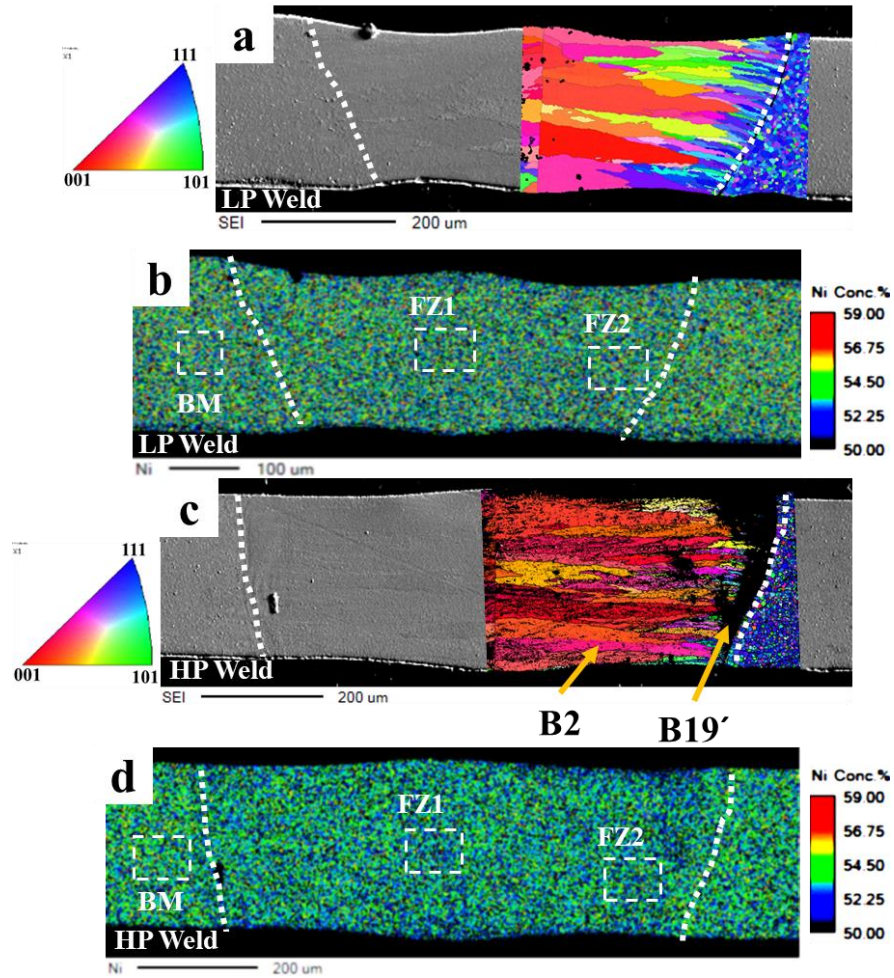 a
111
001
101
LP Weld
SEI
200 um
b
FZ1
FZ2
BM
LP Weld
Ni
100 um
Ni Conc.%
59.00
56.75
54.50
52.25
50.00
c
111
001
101
HP Weld
SEI
200 um
B2
B19´
d
FZ1
FZ2
BM
HP Weld
Ni
200 um
Ni Conc.%
59.00
56.75
54.50
52.25
50.00